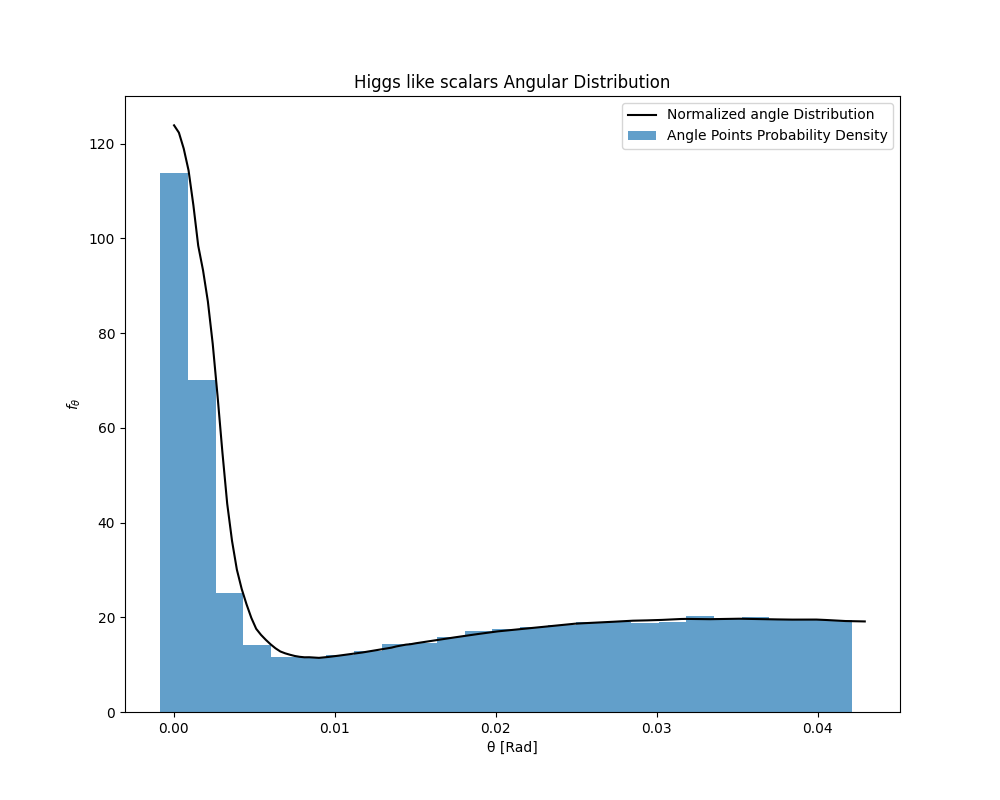 Higgs like scalars Angular Distribution
Normalized angle Distribution
Angle Points Probability Density
120
100
80
60
40
20
0
f_θ
0.00 0.01 0.02 0.03 0.04
θ [Rad]